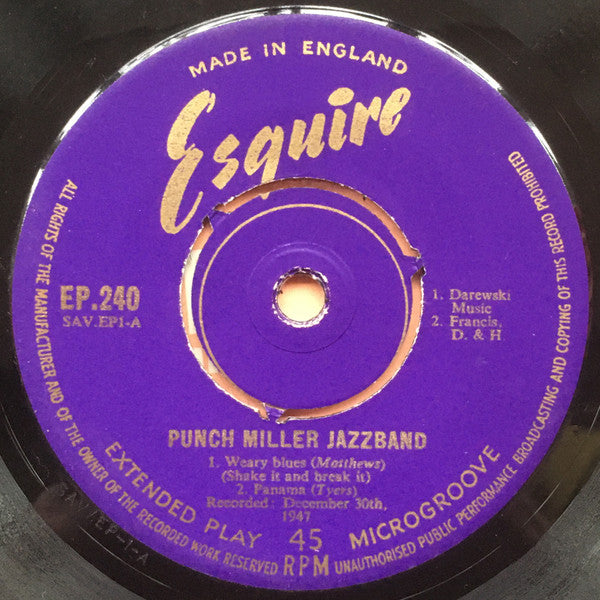 MADE IN ENGLAND
Esquire
ALL RIGHTS OF THE MANUFACTURER AND OF THE OWNER OF THE RECORDED WORK RESERVED
UNAUTHORISED PUBLIC PERFORMANCE BROADCASTING AND COPYING OF THIS RECORD PROHIBITED
EP.240
SAV.EP1-A
1. Darewski
Music
2. Francis,
D. & H.
PUNCH MILLER JAZZBAND
1. Weary blues (Matthews)
(Shake it and break it)
2. Panama (Tyers)
Recorded: December 30th,
1947
EXTENDED PLAY 45 MICROGROOVE
RPM
SAV-EP-1-A